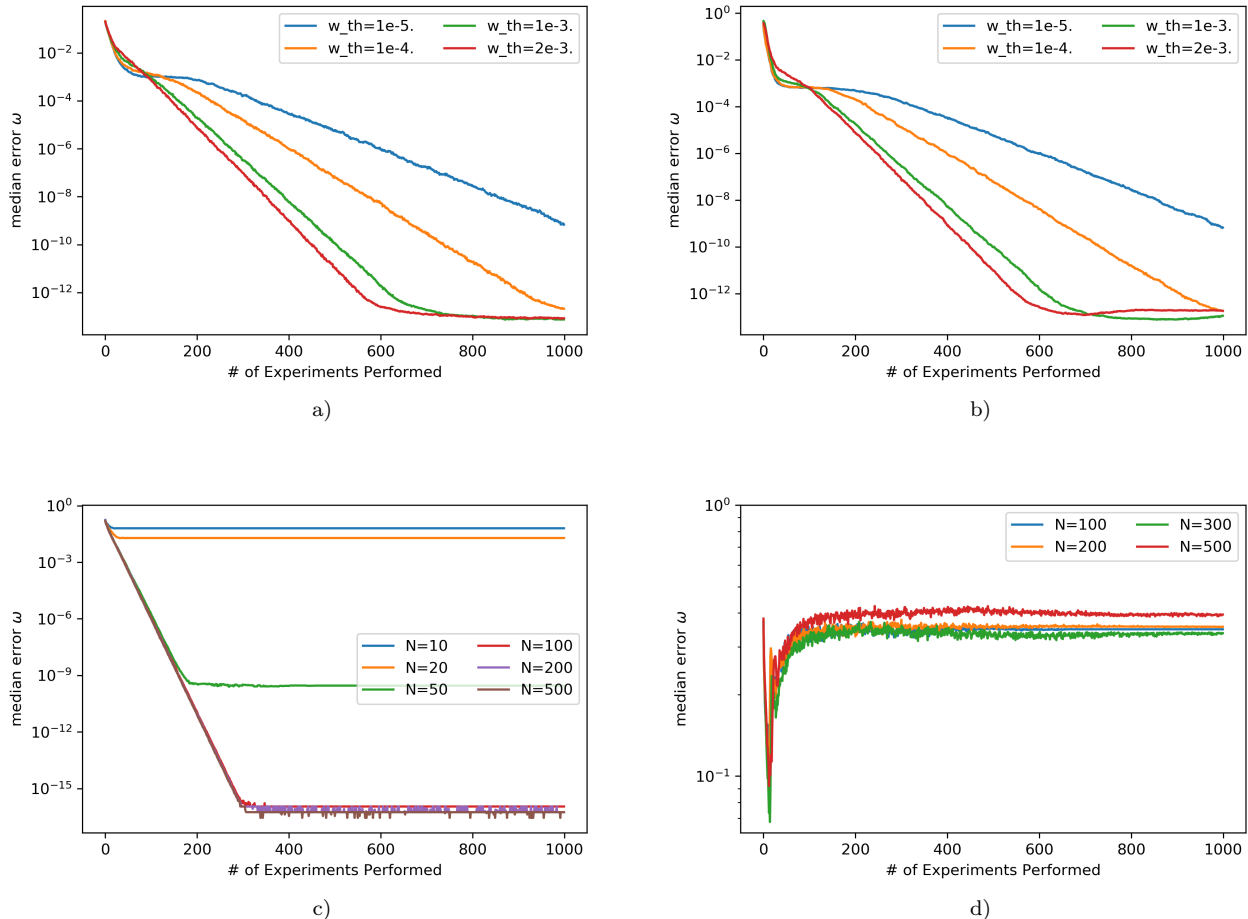 w_th=1e-5. w_th=1e-3.
w_th=1e-4. w_th=2e-3.
10⁻²
10⁻⁴
10⁻⁶
10⁻⁸
10⁻¹⁰
10⁻¹²
median error ω
0 200 400 600 800 1000
# of Experiments Performed
a)
w_th=1e-5. w_th=1e-3.
w_th=1e-4. w_th=2e-3.
10⁰
10⁻²
10⁻⁴
10⁻⁶
10⁻⁸
10⁻¹⁰
10⁻¹²
median error ω
0 200 400 600 800 1000
# of Experiments Performed
b)
10⁰
10⁻³
10⁻⁶
10⁻⁹
10⁻¹²
10⁻¹⁵
median error ω
N=10 N=100
N=20 N=200
N=50 N=500
0 200 400 600 800 1000
# of Experiments Performed
c)
10⁰
10⁻¹
median error ω
N=100 N=300
N=200 N=500
0 200 400 600 800 1000
# of Experiments Performed
d)